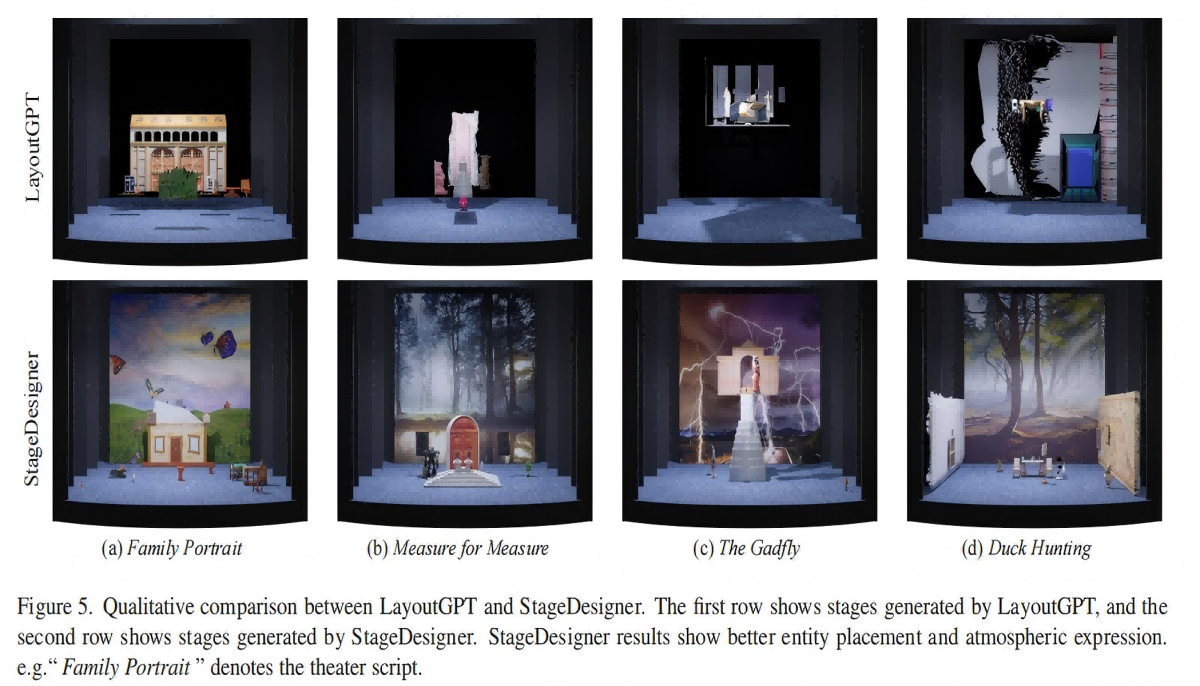 LayoutGPT
StageDesigner
(a) Family Portrait
(b) Measure for Measure
(c) The Gadfly
(d) Duck Hunting
Figure 5. Qualitative comparison between LayoutGPT and StageDesigner. The first row shows stages generated by LayoutGPT, and the
second row shows stages generated by StageDesigner. StageDesigner results show better entity placement and atmospheric expression.
e.g.“ Family Portrait ” denotes the theater script.